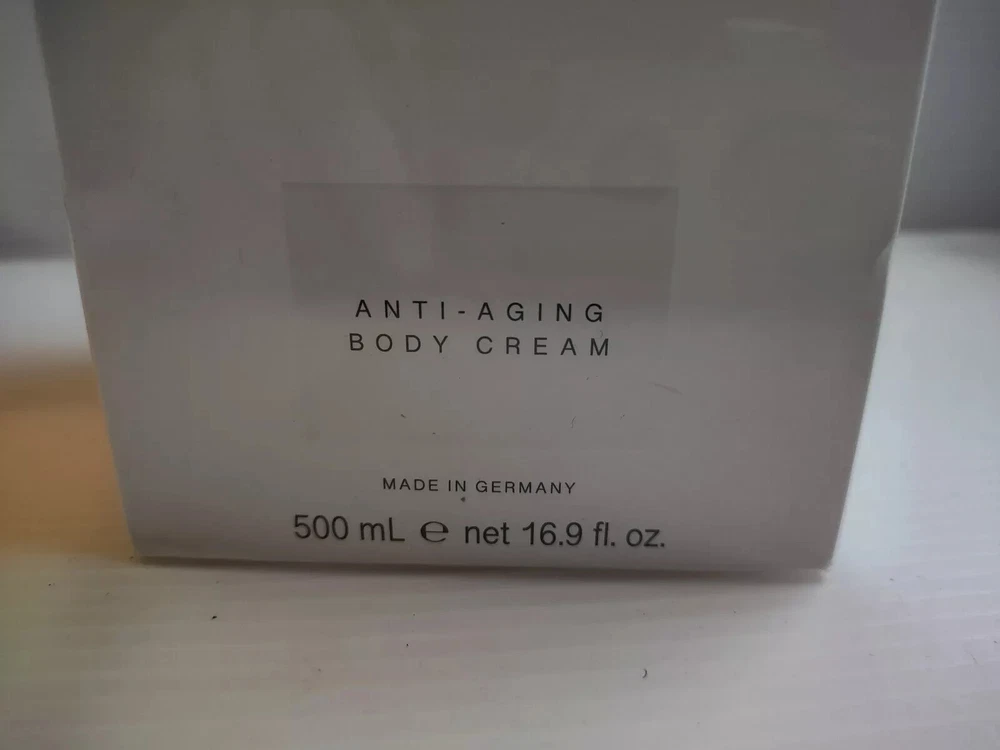 ANTI-AGING
BODY CREAM
MADE IN GERMANY
500 mL ℮ net 16.9 fl. oz.